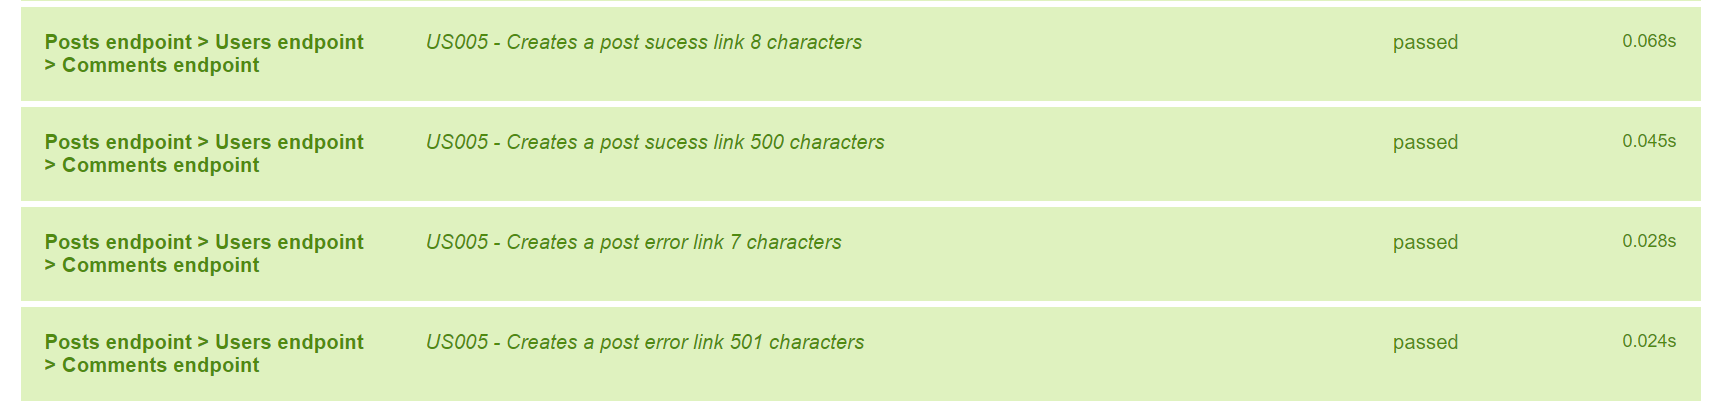 Posts endpoint > Users endpoint US005 - Creates a post sucess link 8 characters passed 0.068s
> Comments endpoint
Posts endpoint > Users endpoint US005 - Creates a post sucess link 500 characters passed 0.045s
> Comments endpoint
Posts endpoint > Users endpoint US005 - Creates a post error link 7 characters passed 0.028s
> Comments endpoint
Posts endpoint > Users endpoint US005 - Creates a post error link 501 characters passed 0.024s
> Comments endpoint